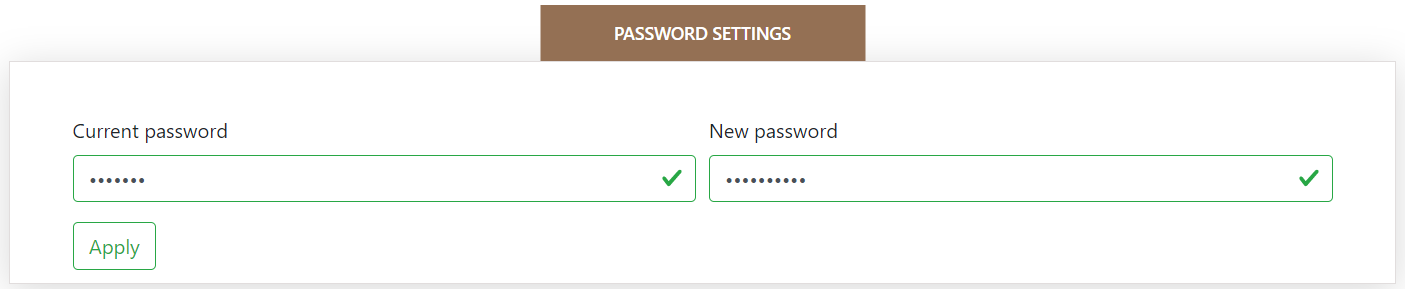 PASSWORD SETTINGS
Current password
New password
•••••••
••••••••••
Apply